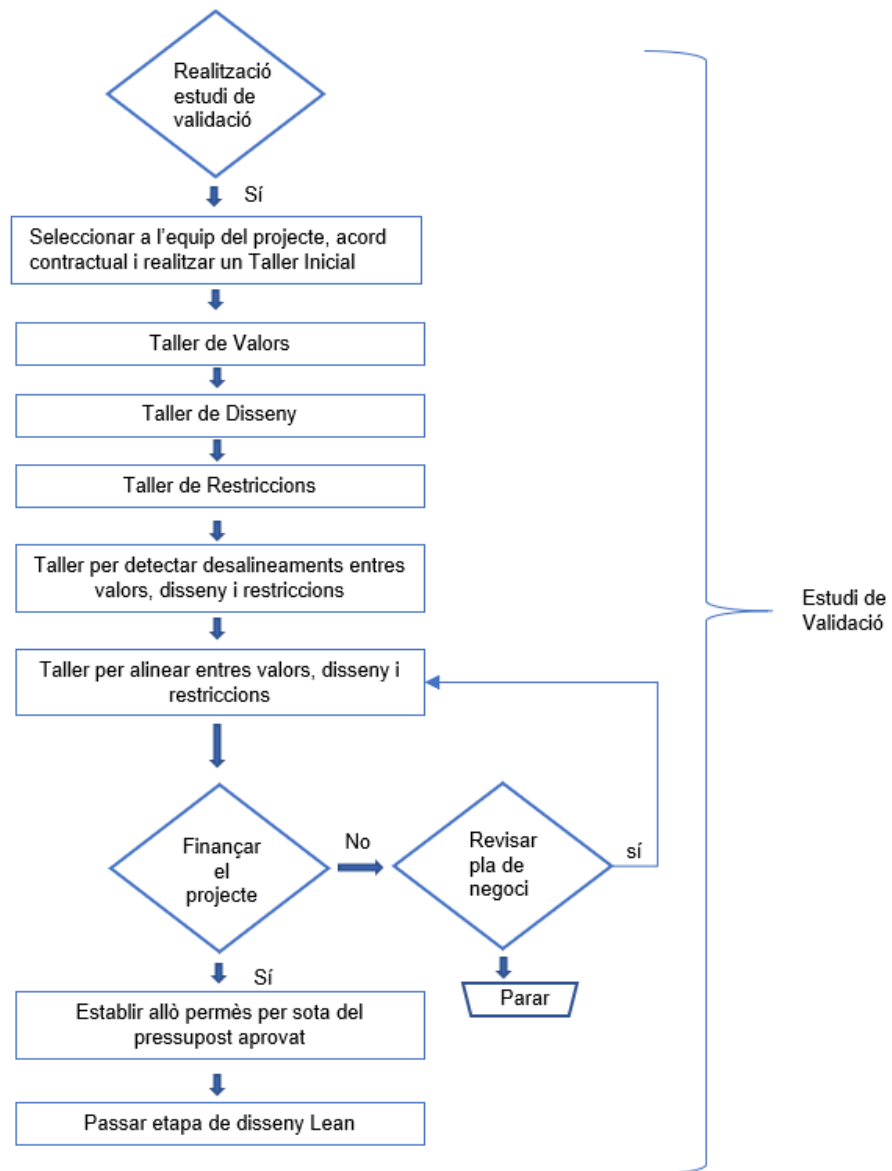 Realització
estudi de
validació
Sí
Seleccionar a l’equip del projecte, acord
contractual i realitzar un Taller Inicial
Taller de Valors
Taller de Disseny
Taller de Restriccions
Taller per detectar desalineaments entres
valors, disseny i restriccions
Taller per alinear entres valors, disseny i
restriccions
Finançar
el
projecte
No
Revisar
pla de
negoci
sí
Sí
Parar
Establir allò permès per sota del
pressupost aprovat
Passar etapa de disseny Lean
Estudi de
Validació